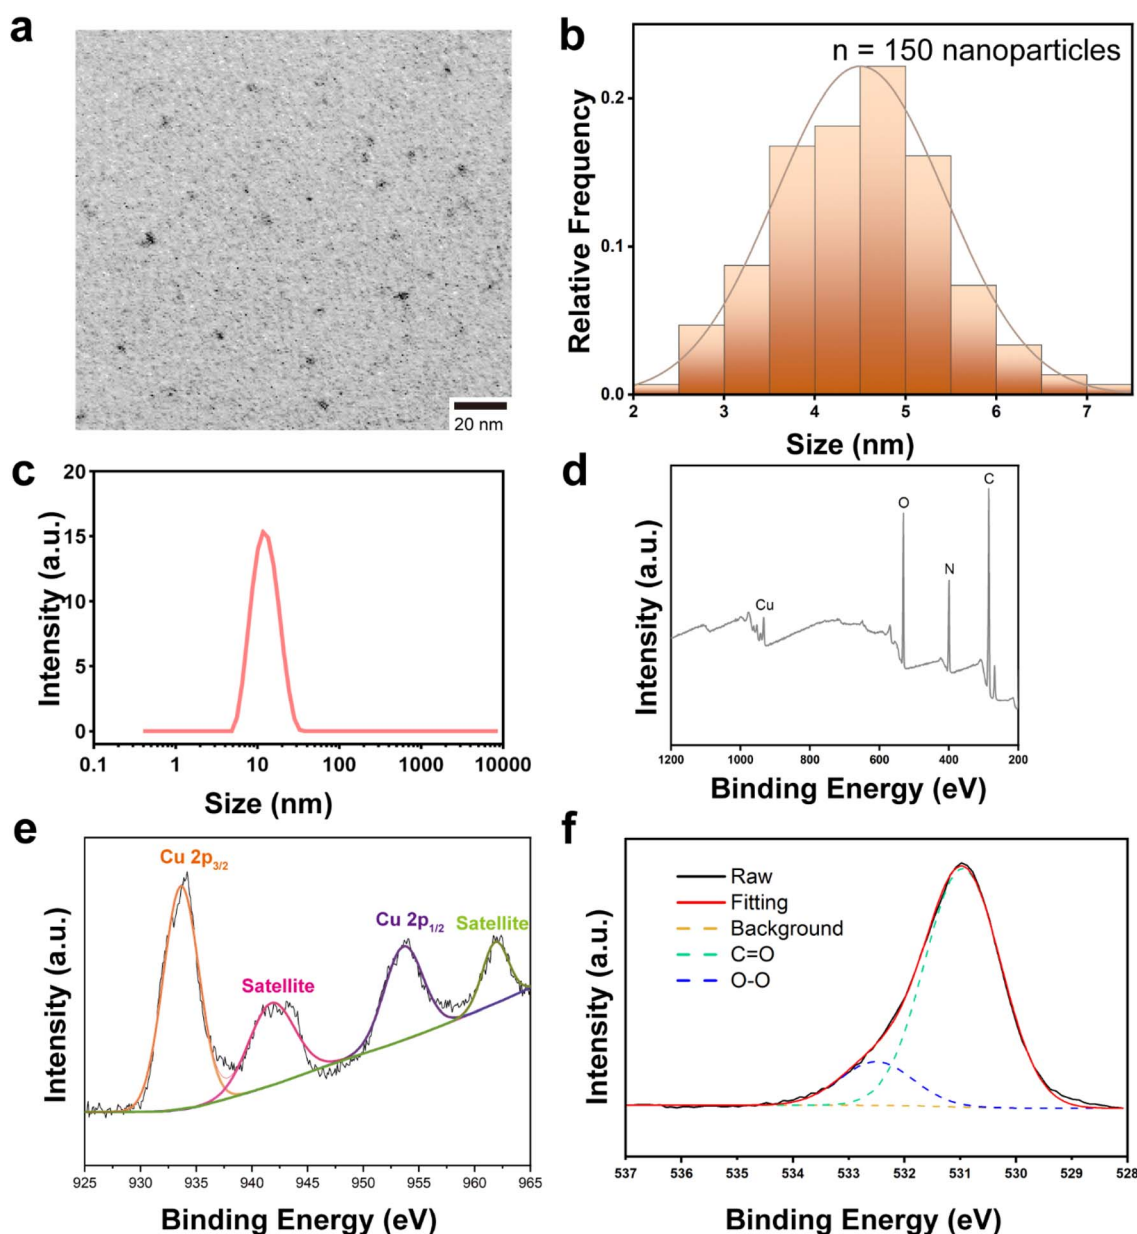 a
20 nm
b
n = 150 nanoparticles
Relative Frequency
0.2
0.1
0.0
2 3 4 5 6 7
Size (nm)
c
Intensity (a.u.)
20
15
10
5
0
0.1 1 10 100 1000 10000
Size (nm)
d
Intensity (a.u.)
C
O
N
Cu
1200 1000 800 600 400 200
Binding Energy (eV)
e
Intensity (a.u.)
Cu 2p3/2
Satellite
Cu 2p1/2
Satellite
925 930 935 940 945 950 955 960 965
Binding Energy (eV)
f
Intensity (a.u.)
Raw
Fitting
Background
C=O
O-O
537 536 535 534 533 532 531 530 529 528
Binding Energy (eV)